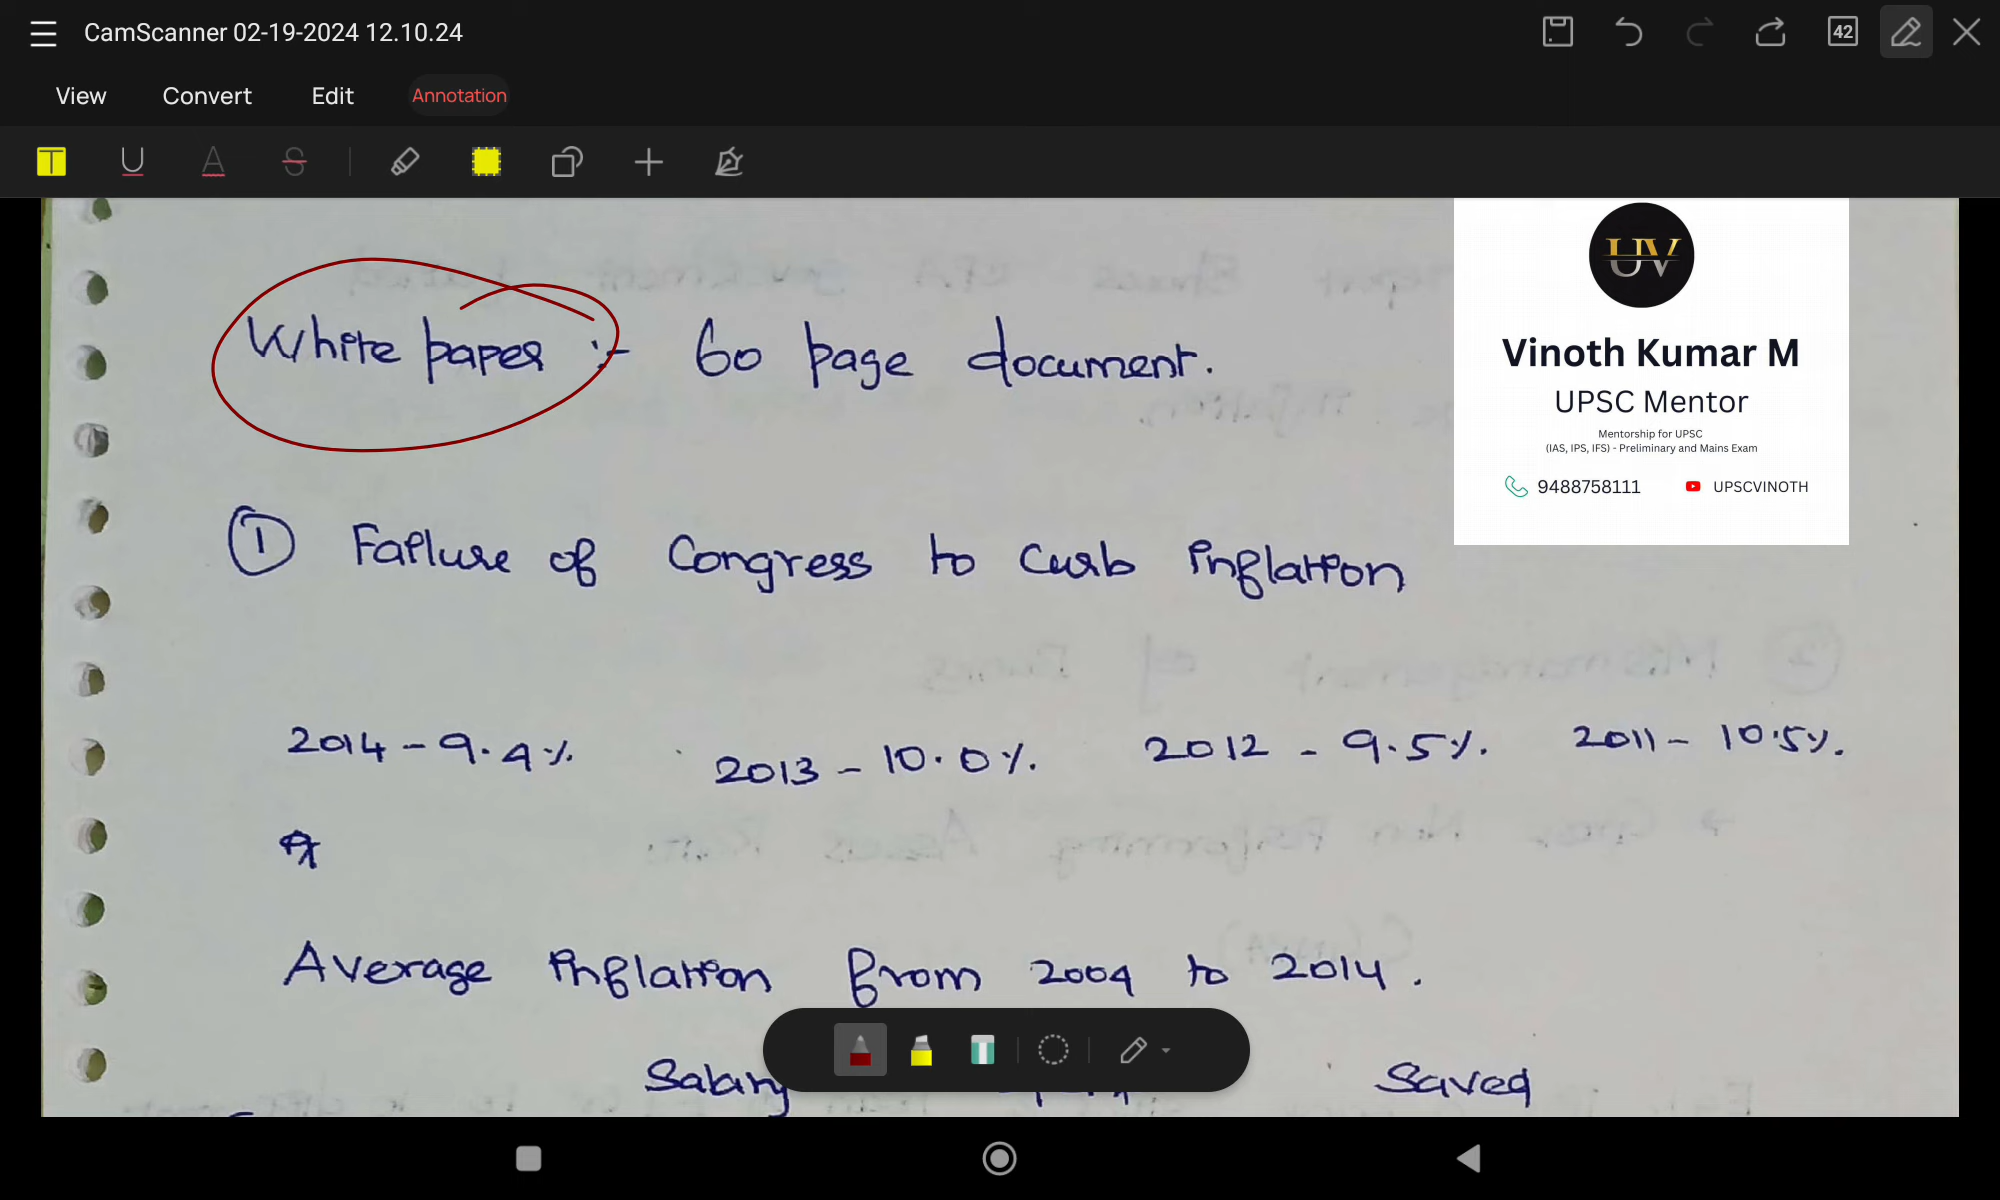 CamScanner 02-19-2024 12.10.24
42
View Convert Edit Annotation
T U A S
UV
Vinoth Kumar M
UPSC Mentor
Mentorship for UPSC
(IAS, IPS, IFS) - Preliminary and Mains Exam
9488758111 UPSCVINOTH
White paper :- 60 page document.
① Failure of Congress to Curb inflation
2014 - 9.4% 2013 - 10.0%. 2012 - 9.5%. 2011 - 10.5%.
Average inflation from 2004 to 2014.
Salary Saved